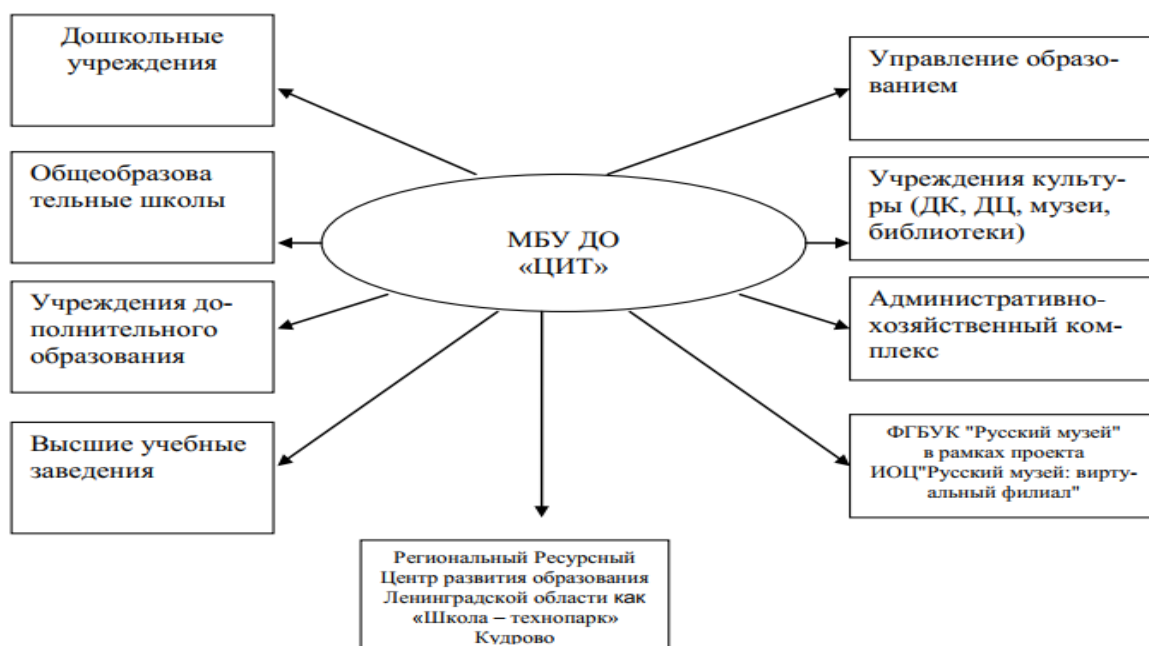 Дошкольные
учреждения
Общеобразова
тельные школы
Учреждения до-
полнительного
образования
Высшие учебные
заведения
МБУ ДО
«ЦИТ»
Региональный Ресурсный
Центр развития образования
Ленинградской области как
«Школа – технопарк»
Кудрово
Управление образо-
ванием
Учреждения культу-
ры (ДК, ДЦ, музеи,
библиотеки)
Административно-
хозяйственный ком-
плекс
ФГБУК "Русский музей"
в рамках проекта
ИОЦ"Русский музей: вирту-
альный филиал"